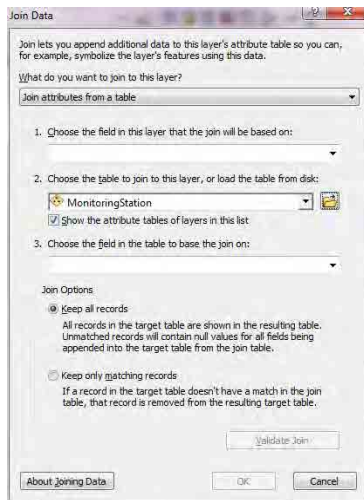 Join Data
Join lets you append additional data to this layer's attribute table so you can,
for example, symbolize the layer's features using this data.
What do you want to join to this layer?
Join attributes from a table
1. Choose the field in this layer that the join will be based on:
2. Choose the table to join to this layer, or load the table from disk:
MonitoringStation
Show the attribute tables of layers in this list
3. Choose the field in the table to base the join on:
Join Options
Keep all records
All records in the target table are shown in the resulting table.
Unmatched records will contain null values for all fields being
appended into the target table from the join table.
Keep only matching records
If a record in the target table doesn't have a match in the join
table, that record is removed from the resulting target table.
Validate Join
About Joining Data OK Cancel